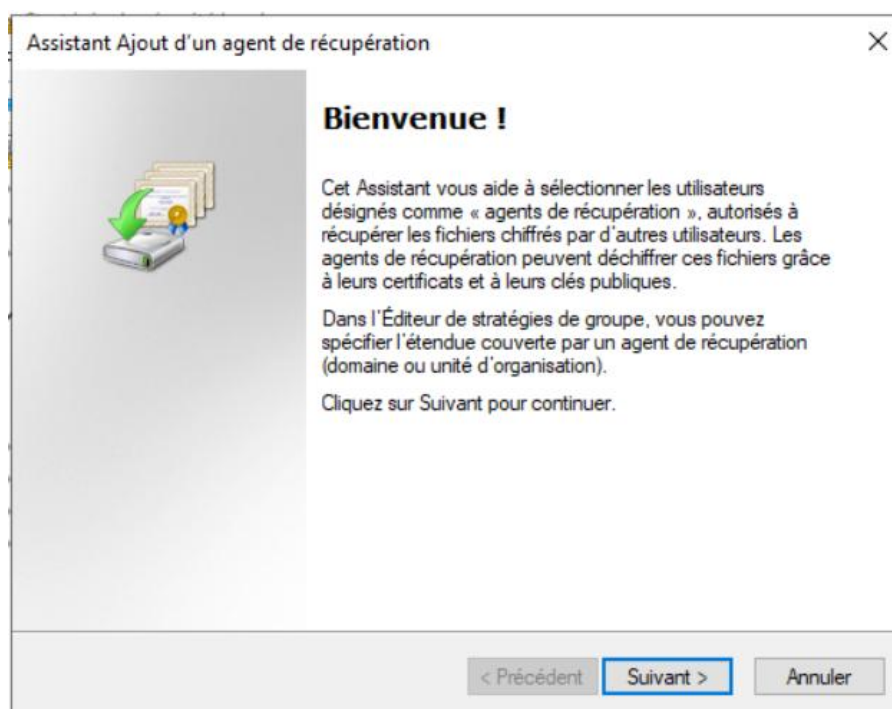 Assistant Ajout d'un agent de récupération
Bienvenue !
Cet Assistant vous aide à sélectionner les utilisateurs
désignés comme « agents de récupération », autorisés à
récupérer les fichiers chiffrés par d'autres utilisateurs. Les
agents de récupération peuvent déchiffrer ces fichiers grâce
à leurs certificats et à leurs clés publiques.
Dans l'Éditeur de stratégies de groupe, vous pouvez
spécifier l'étendue couverte par un agent de récupération
(domaine ou unité d'organisation).
Cliquez sur Suivant pour continuer.
< Précédent
Suivant >
Annuler